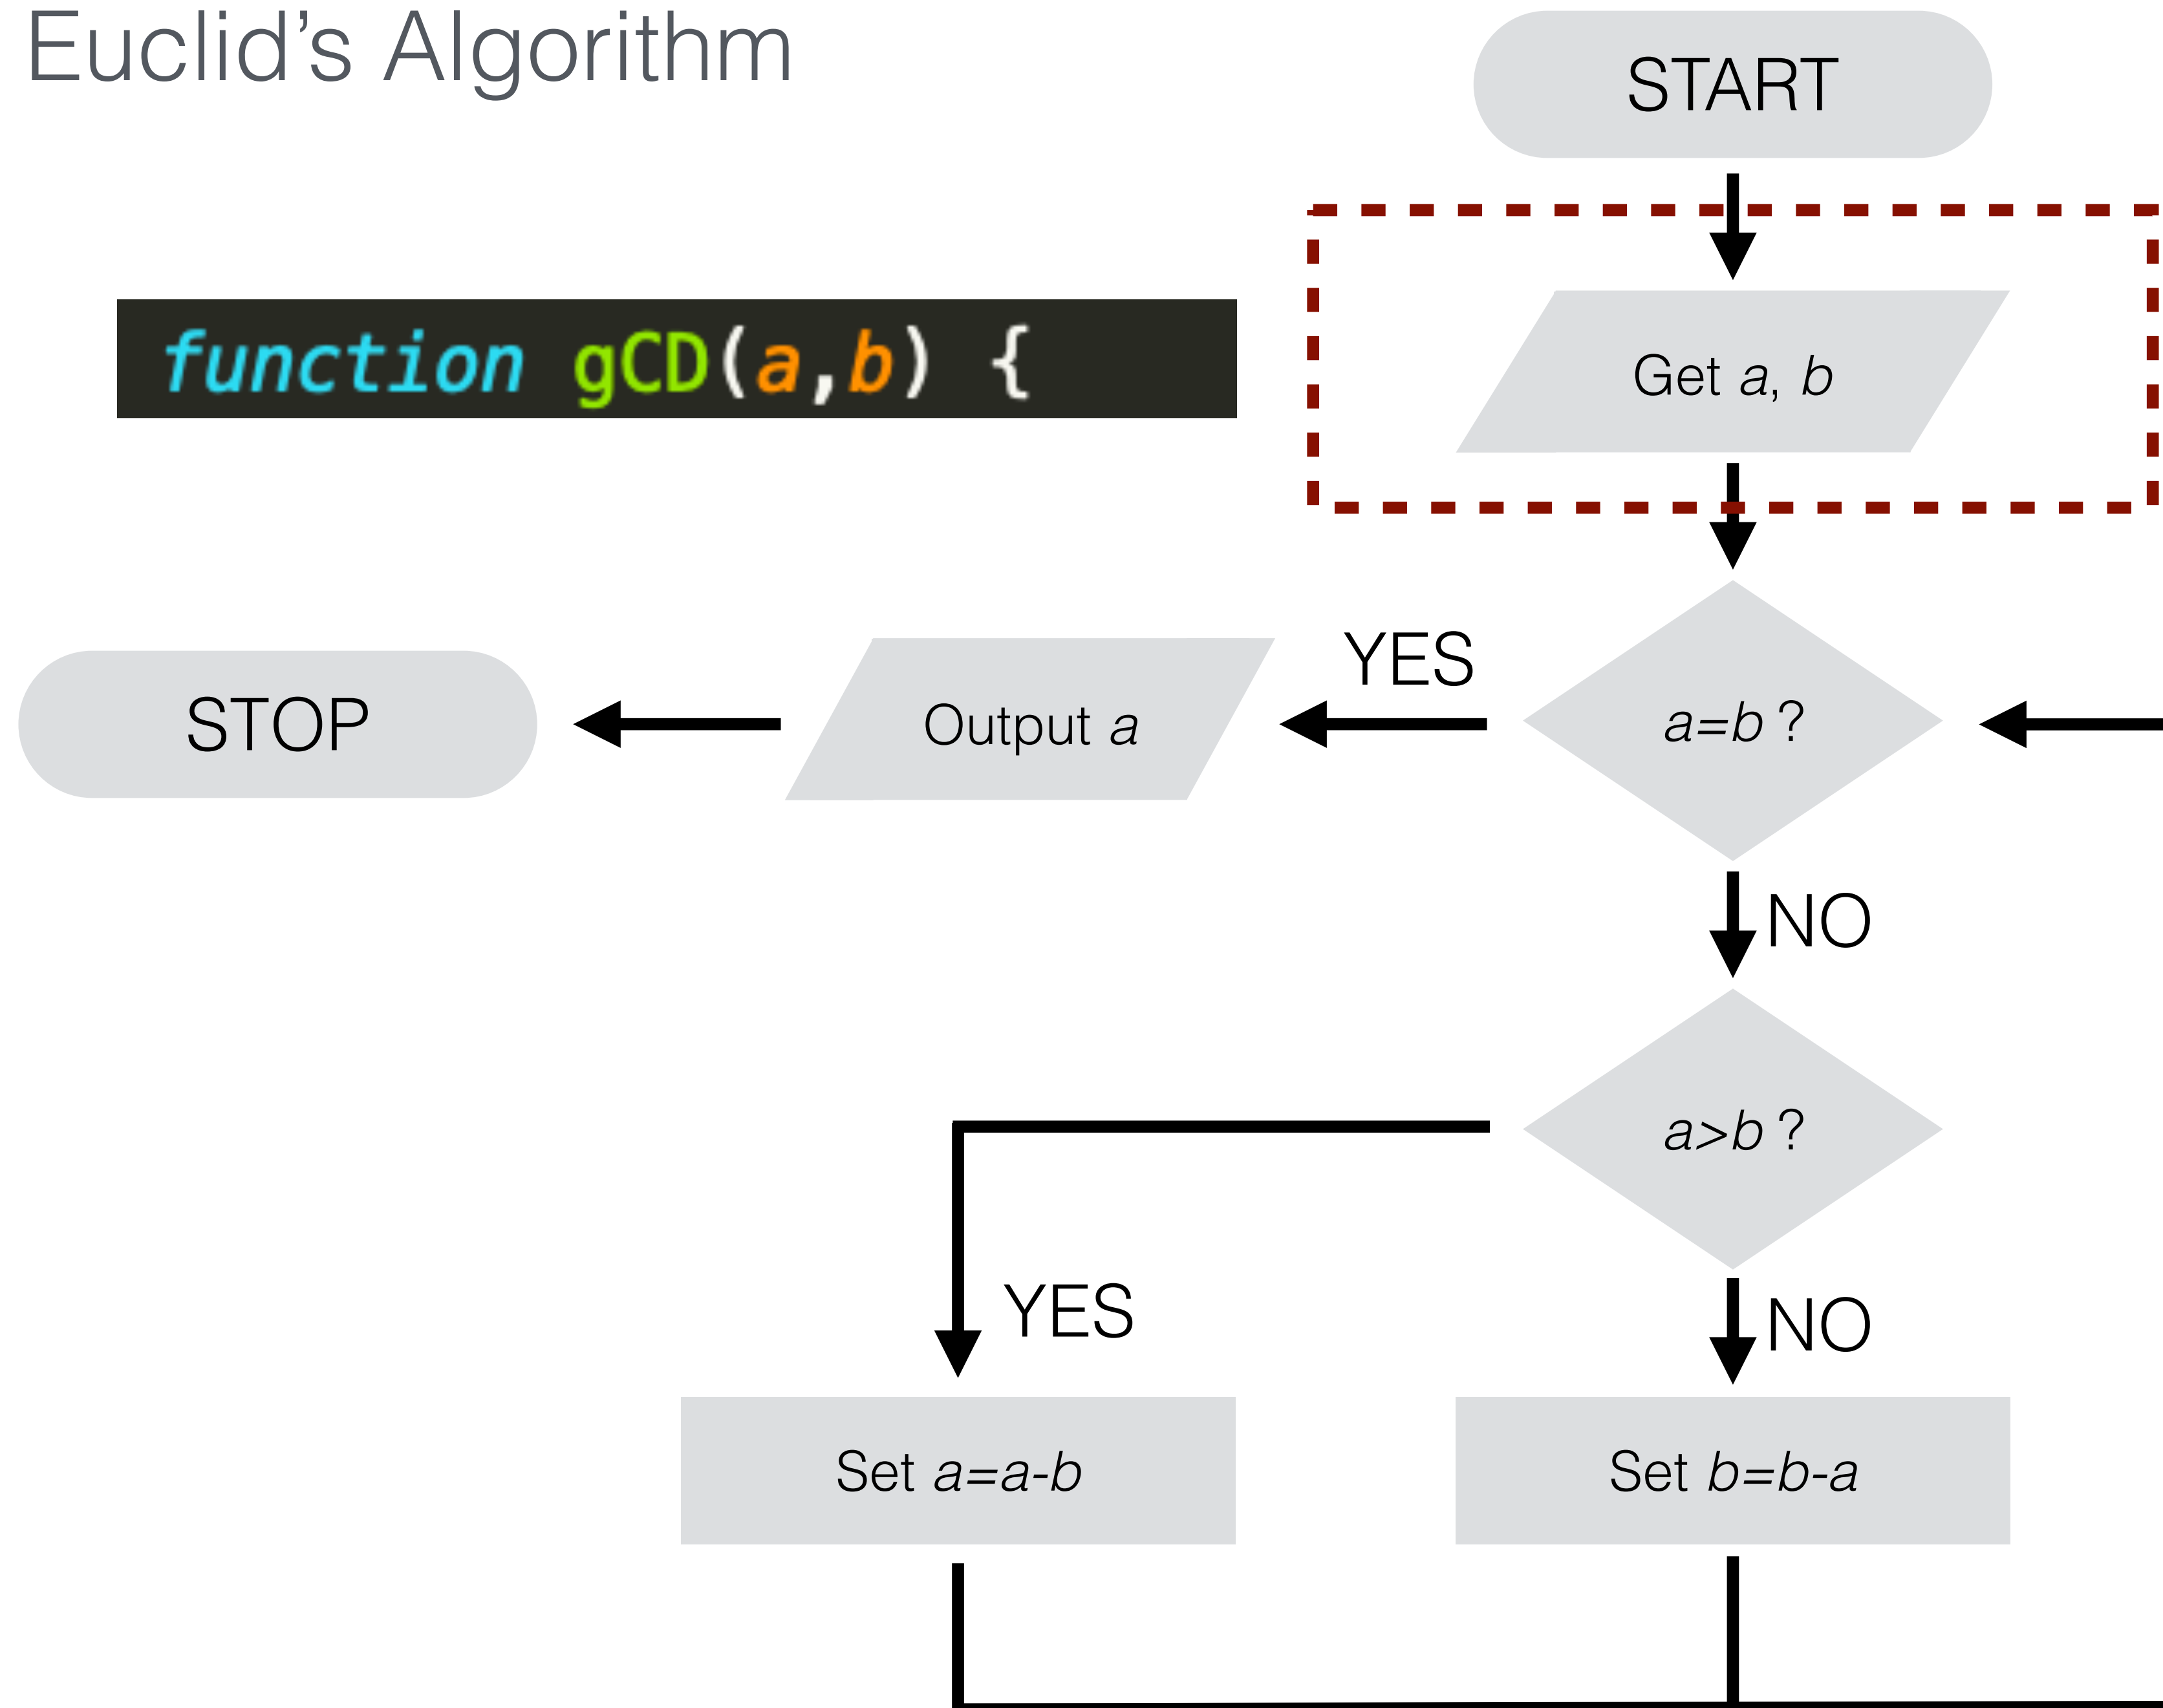 Euclid’s Algorithm
START
function gCD(a,b) {
Get a, b
YES
STOP
Output a
a=b ?
NO
a>b ?
YES
NO
Set a=a-b
Set b=b-a